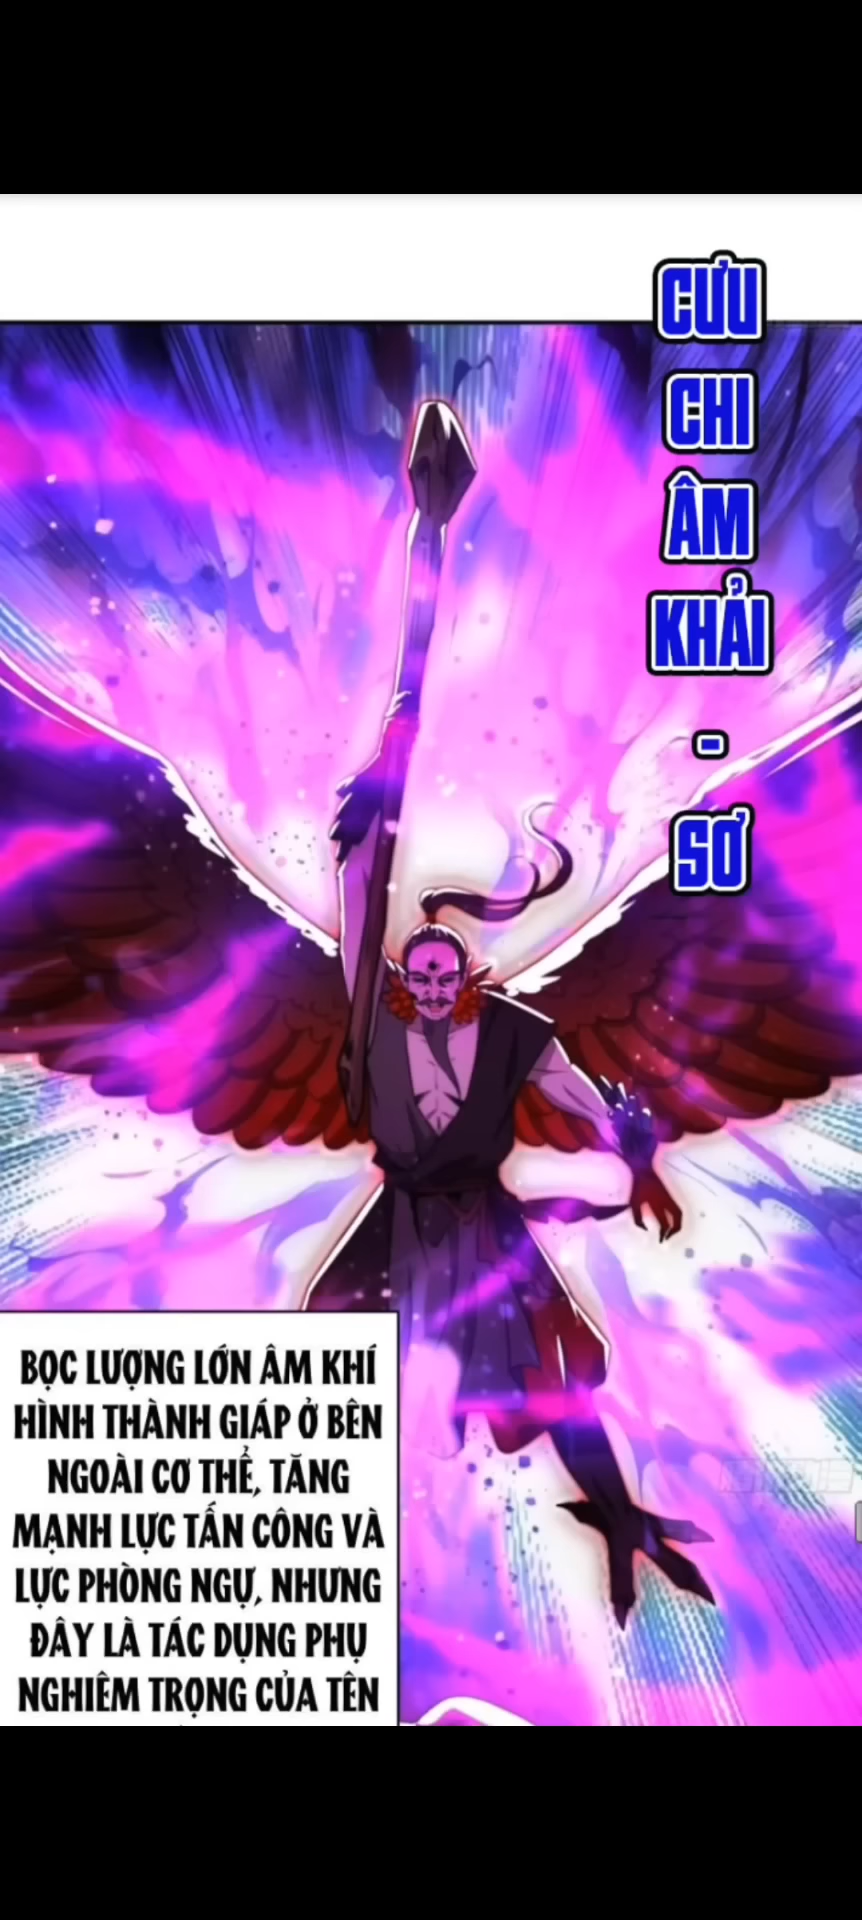 CỬU
CHI
ÂM
KHẢI
-
SƠ
BỌC LƯỢNG LỚN ÂM KHÍ
HÌNH THÀNH GIÁP Ở BÊN
NGOÀI CƠ THỂ, TĂNG
MẠNH LỰC TẤN CÔNG VÀ
LỰC PHÒNG NGỰ, NHƯNG
ĐÂY LÀ TÁC DỤNG PHỤ
NGHIÊM TRỌNG CỦA TÊN